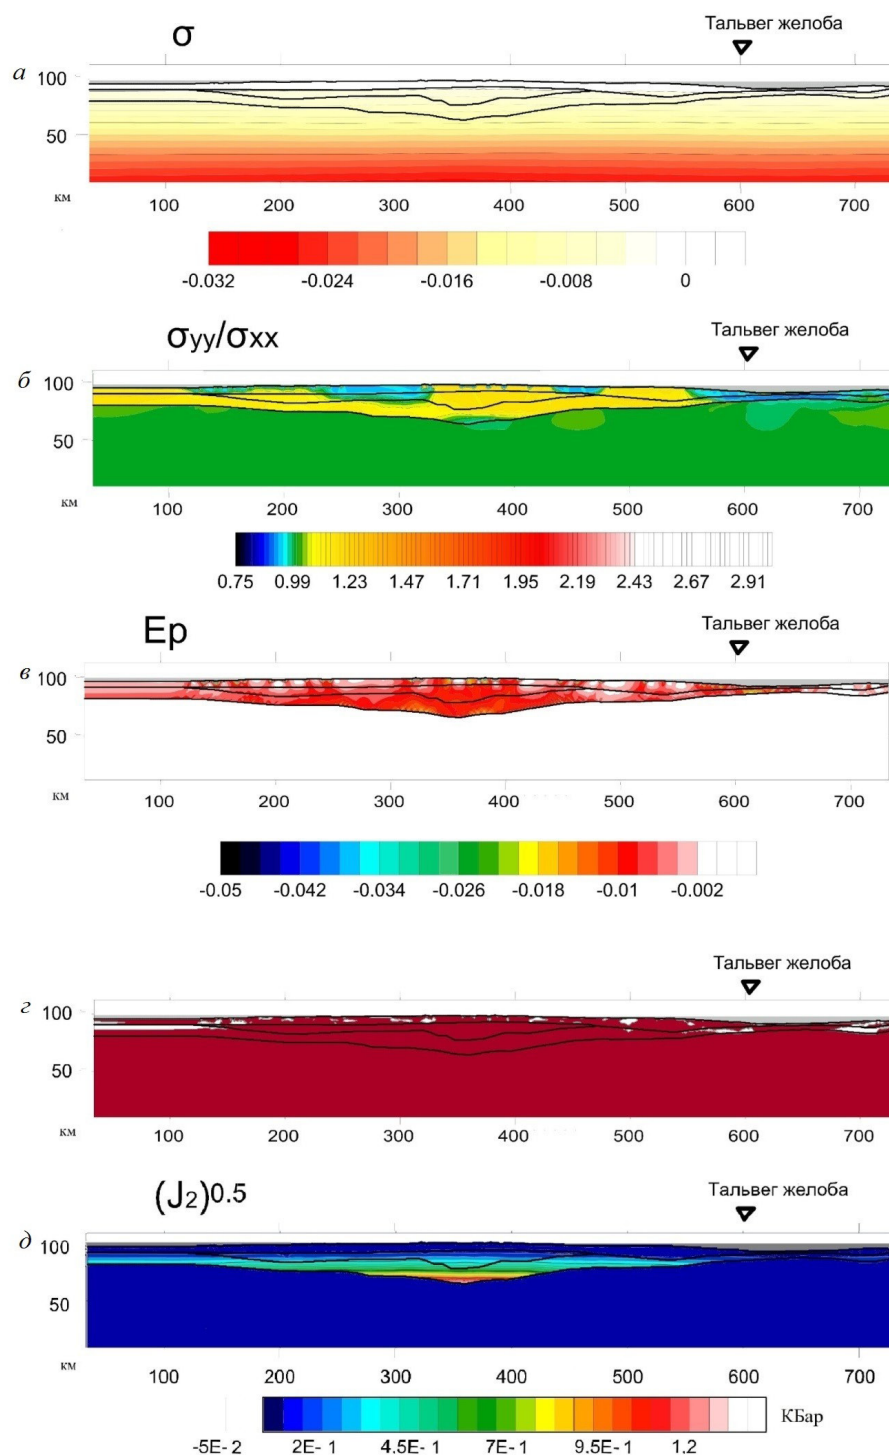 σ
Тальвег желоба
а
100
50
км
100 200 300 400 500 600 700
-0.032 -0.024 -0.016 -0.008 0
σyy/σxx
Тальвег желоба
б
100
50
км
100 200 300 400 500 600 700
0.75 0.99 1.23 1.47 1.71 1.95 2.19 2.43 2.67 2.91
Ep
Тальвег желоба
в
100
50
км
100 200 300 400 500 600 700
-0.05 -0.042 -0.034 -0.026 -0.018 -0.01 -0.002
Тальвег желоба
г
100
50
км
100 200 300 400 500 600 700
(J2)0.5
Тальвег желоба
д
100
50
км
100 200 300 400 500 600 700
КБар
-5E-2 2E-1 4.5E-1 7E-1 9.5E-1 1.2